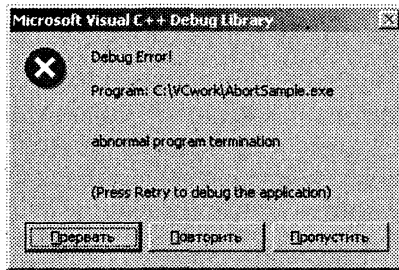 Microsoft Visual C++ Debug Library
Debug Error!
Program: C:\VCwork\AbortSample.exe
abnormal program termination
(Press Retry to debug the application)
Прервать Повторить Пропустить